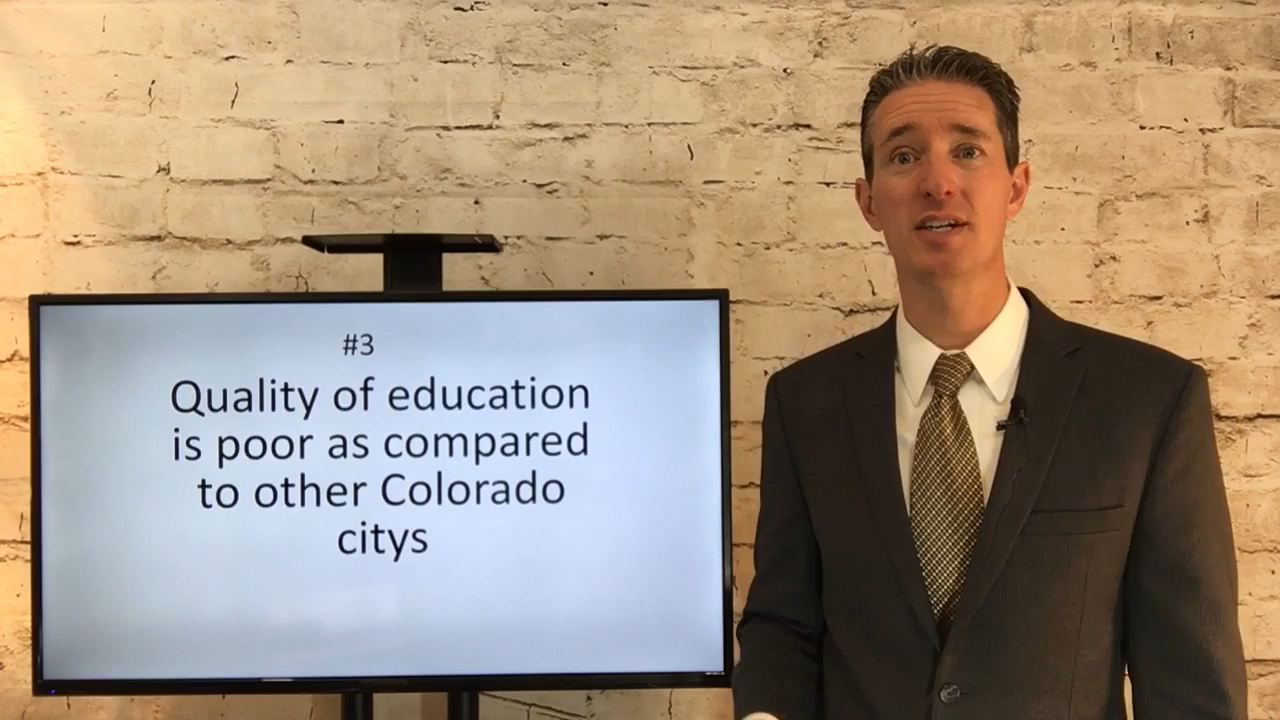 #3
Quality of education
is poor as compared
to other Colorado
citys